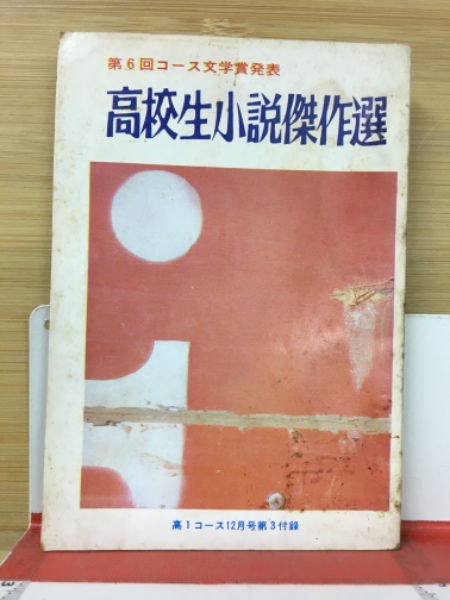 第6回コース文学賞発表
高校生小説傑作選
高1コース12月号第3付録